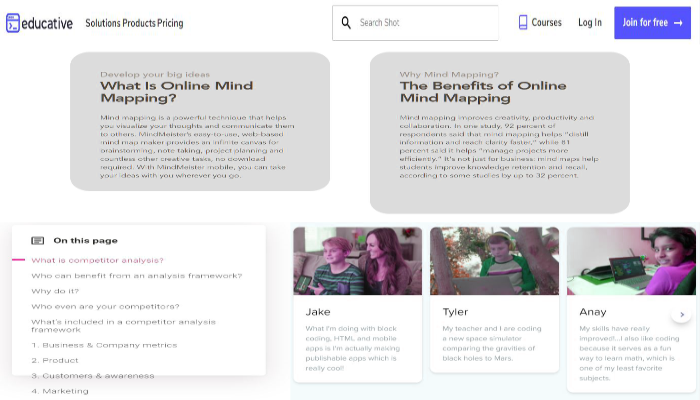 educative
Solutions Products Pricing
Search Shot
Courses
Log In
Join for free →
Develop your big ideas
What Is Online Mind
Mapping?
Mind mapping is a powerful technique that helps
you visualize your thoughts and communicate them
to others. MindMeister's easy-to-use, web-based
mind map maker provides an infinite canvas for
brainstorming, note taking, project planning and
countless other creative tasks, no download
required. With MindMeister mobile, you can take
your ideas with you wherever you go.
Why Mind Mapping?
The Benefits of Online
Mind Mapping
Mind mapping improves creativity, productivity and
collaboration. In one study, 92 percent of
respondents said that mind mapping helps "distill
information and reach clarity faster," while 81
percent said it helps "manage projects more
efficiently." It's not just for business: mind maps help
students improve knowledge retention and recall,
according to some studies by up to 32 percent.
On this page
What is competitor analysis?
Who can benefit from an analysis framework?
Why do it?
Who even are your competitors?
What's included in a competitor analysis
framework
1. Business & Company metrics
2. Product
3. Customers & awareness
4. Marketing
Jake
What I'm doing with block
coding, HTML and mobile
apps is I'm actually making
publishable apps which is
really cool!
Tyler
My teacher and I are coding
a new space simulator
comparing the gravities of
black holes to Mars.
Anay
My skills have really
improved!...I also like coding
because it serves as a fun
way to learn math, which is
one of my least favorite
subjects.